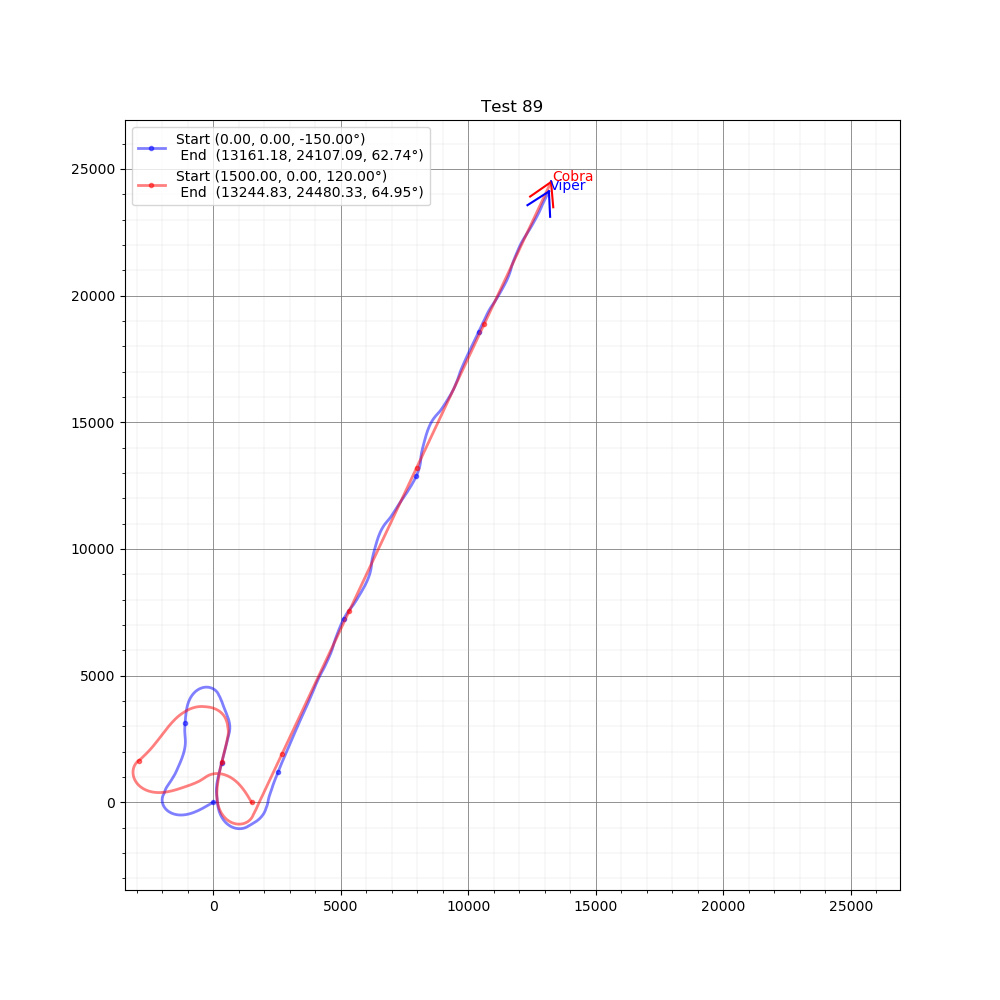 Test 89
Start (0.00, 0.00, -150.00°)
End (13161.18, 24107.09, 62.74°)
Start (1500.00, 0.00, 120.00°)
End (13244.83, 24480.33, 64.95°)
Cobra
Viper
25000
20000
15000
10000
5000
0
0 5000 10000 15000 20000 25000